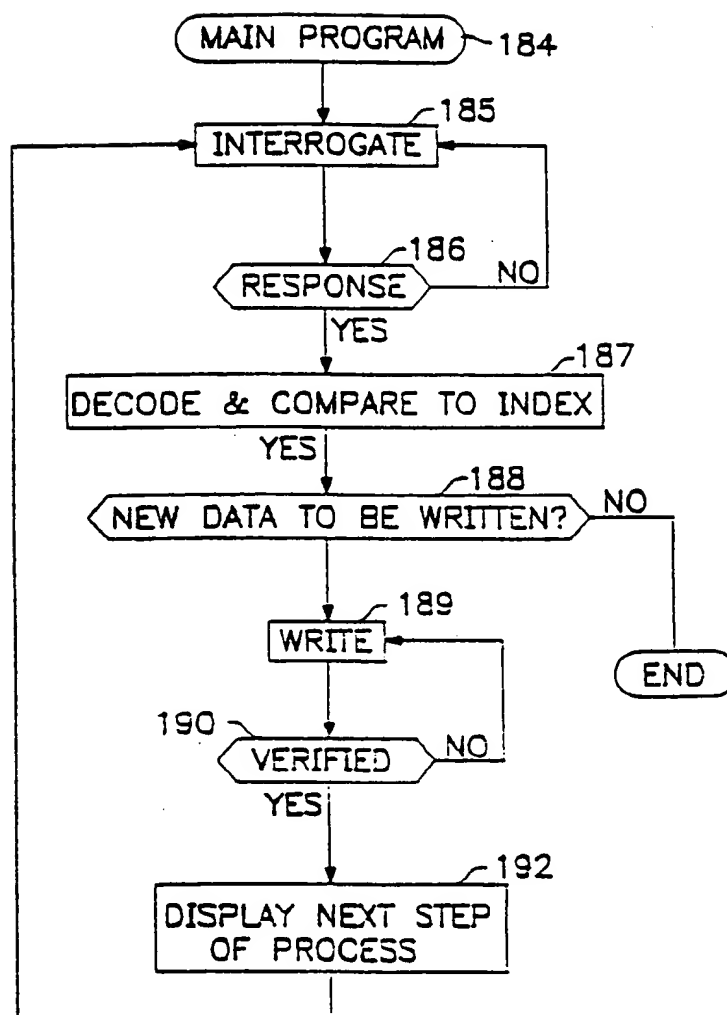 MAIN PROGRAM
184
185
INTERROGATE
186
RESPONSE
NO
YES
187
DECODE & COMPARE TO INDEX
YES
188
NEW DATA TO BE WRITTEN?
NO
189
WRITE
END
190
VERIFIED
NO
YES
192
DISPLAY NEXT STEP
OF PROCESS